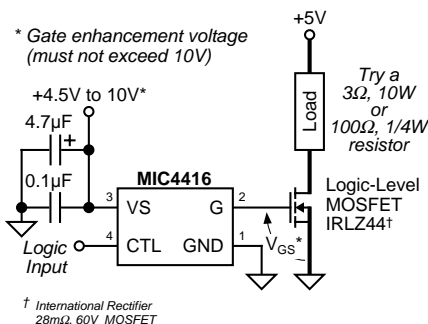 * Gate enhancement voltage
(must not exceed 10V)
+5V
+4.5V to 10V*
Load
Try a
3Ω, 10W
or
100Ω, 1/4W
resistor
4.7µF
+
0.1µF
MIC4416
3
VS
G
2
4
CTL
GND
1
Logic
Input
VGS*
Logic-Level
MOSFET
IRLZ44†
† International Rectifier
28mΩ, 60V MOSFET